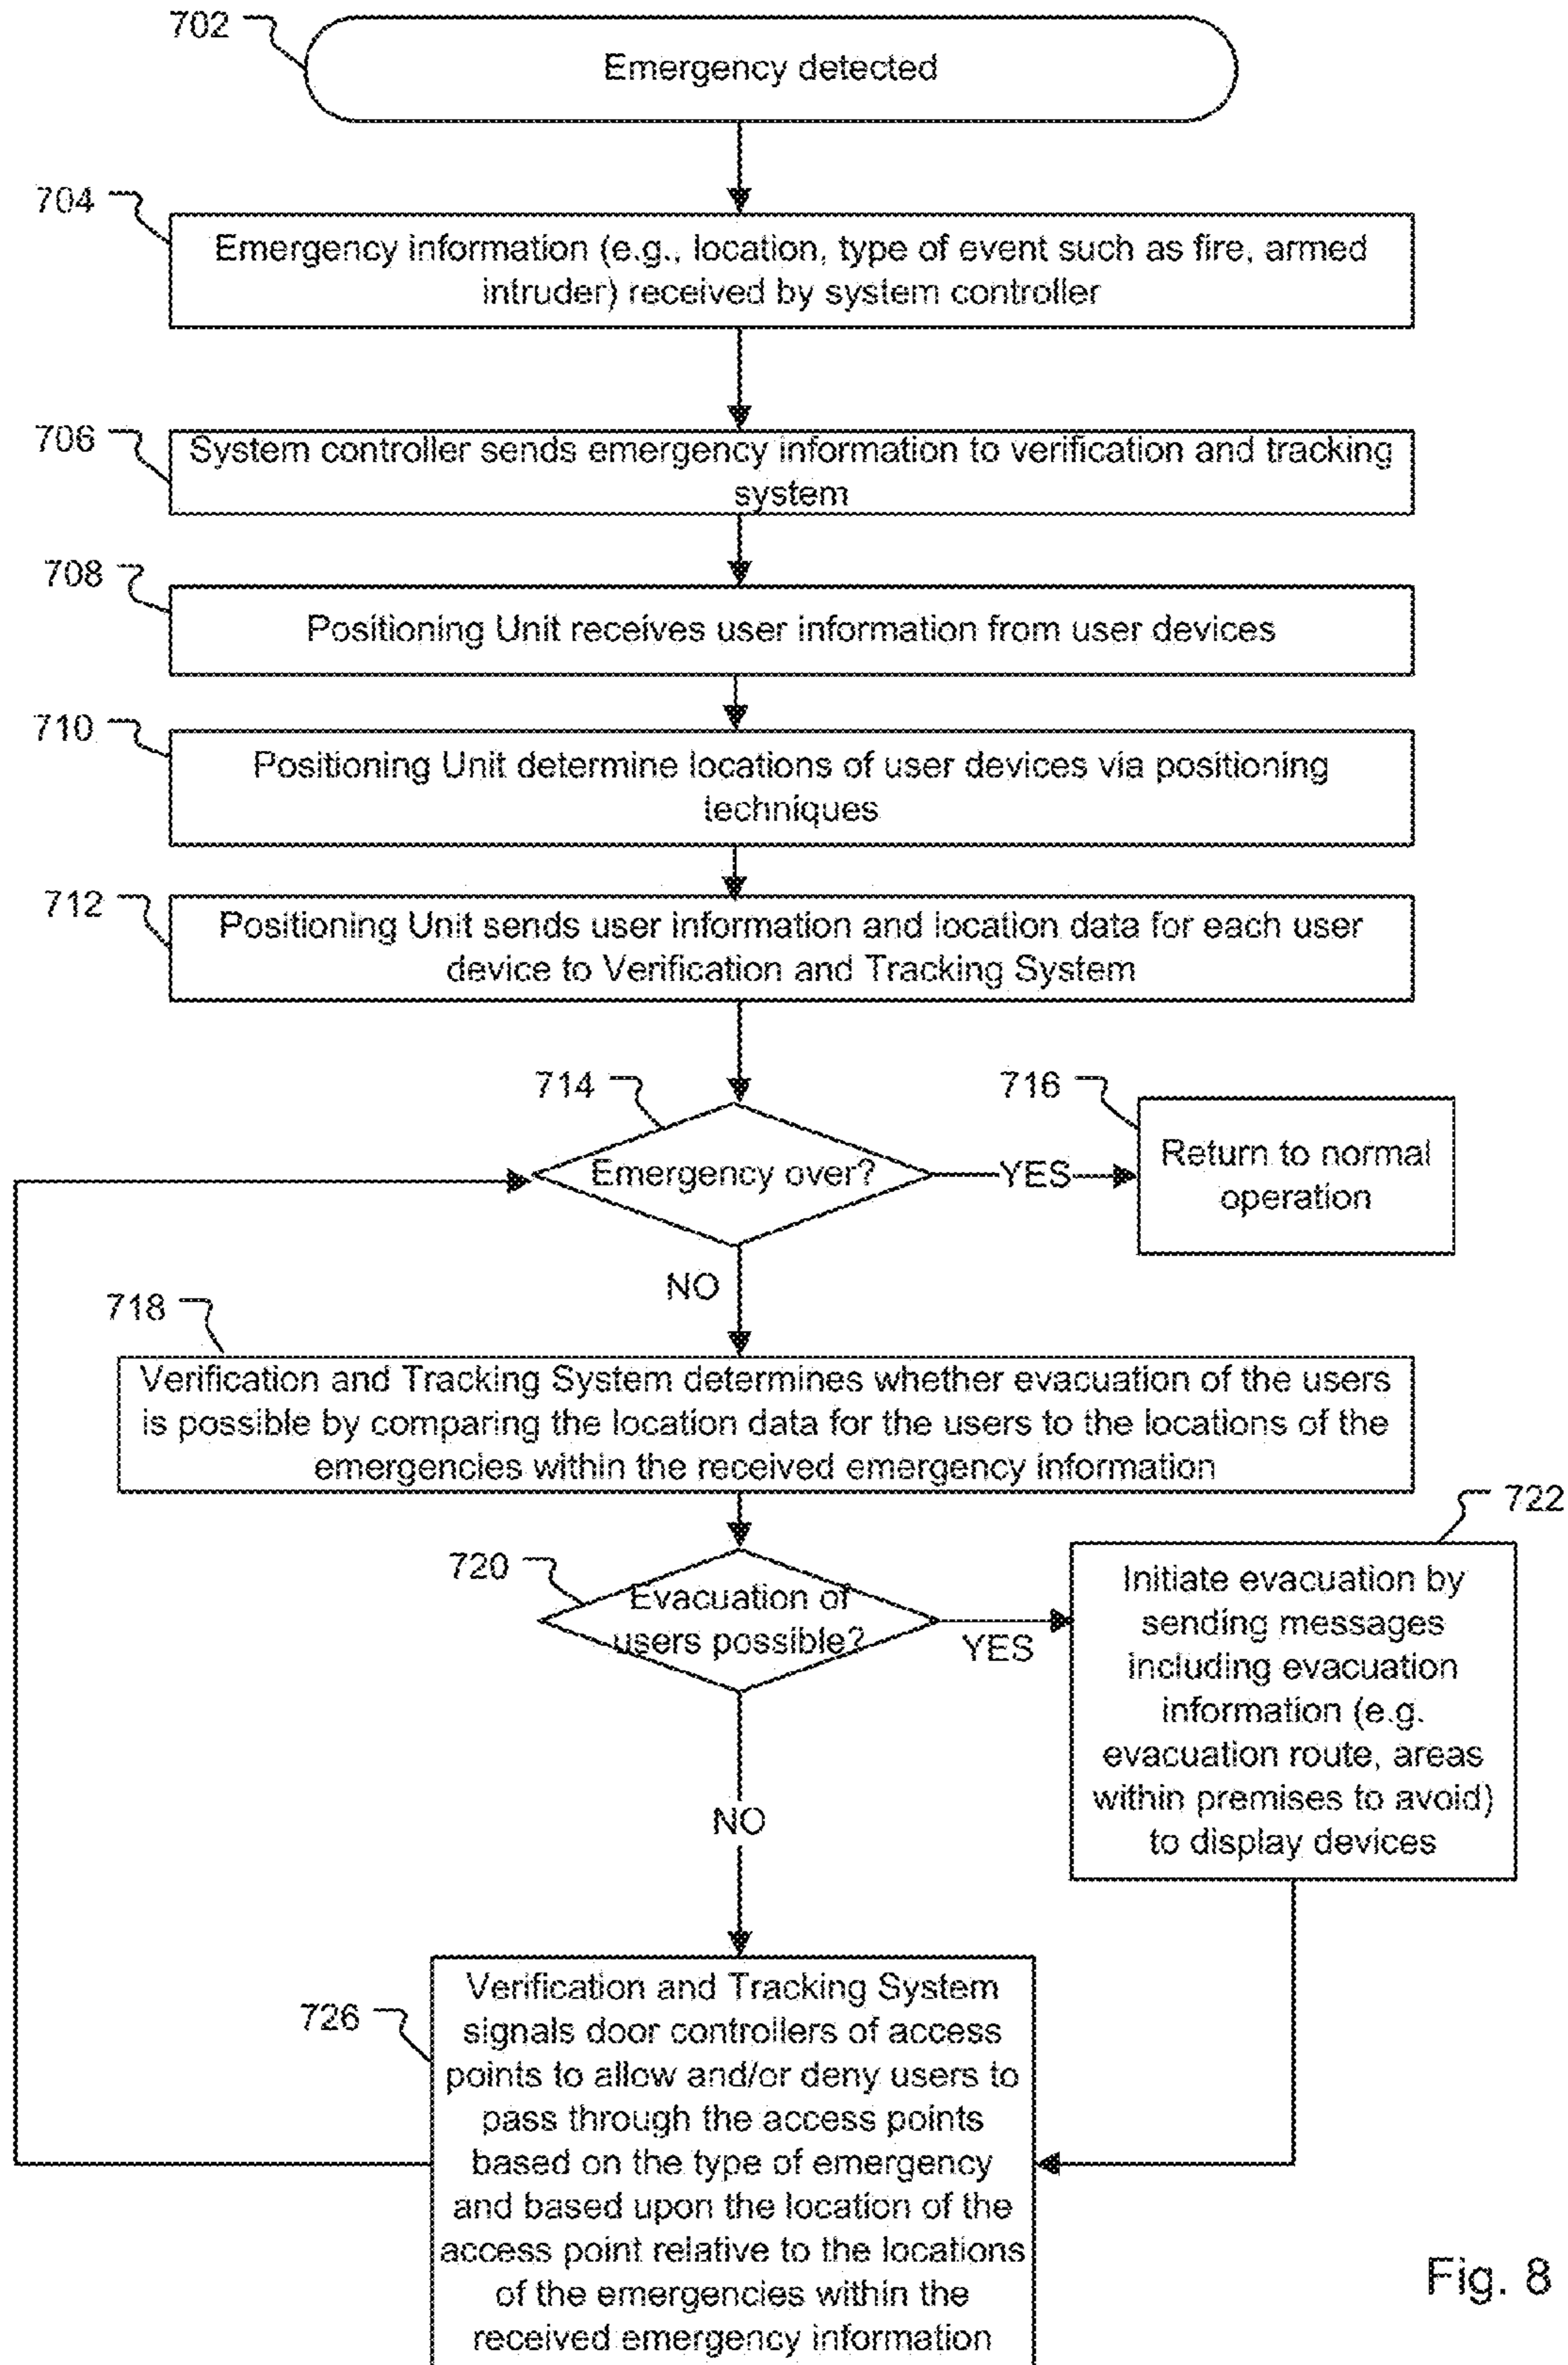 702
Emergency detected
704
Emergency information (e.g., location, type of event such as fire, armed
intruder) received by system controller
706
System controller sends emergency information to verification and tracking
system
708
Positioning Unit receives user information from user devices
710
Positioning Unit determine locations of user devices via positioning
techniques
712
Positioning Unit sends user information and location data for each user
device to Verification and Tracking System
714
Emergency over?
YES
716
Return to normal
operation
NO
718
Verification and Tracking System determines whether evacuation of the users
is possible by comparing the location data for the users to the locations of the
emergencies within the received emergency information
720
Evacuation of
users possible?
YES
722
Initiate evacuation by
sending messages
including evacuation
information (e.g.
evacuation route, areas
within premises to avoid)
to display devices
NO
726
Verification and Tracking System
signals door controllers of access
points to allow and/or deny users to
pass through the access points
based on the type of emergency
and based upon the location of the
access point relative to the locations
of the emergencies within the
received emergency information
Fig. 8